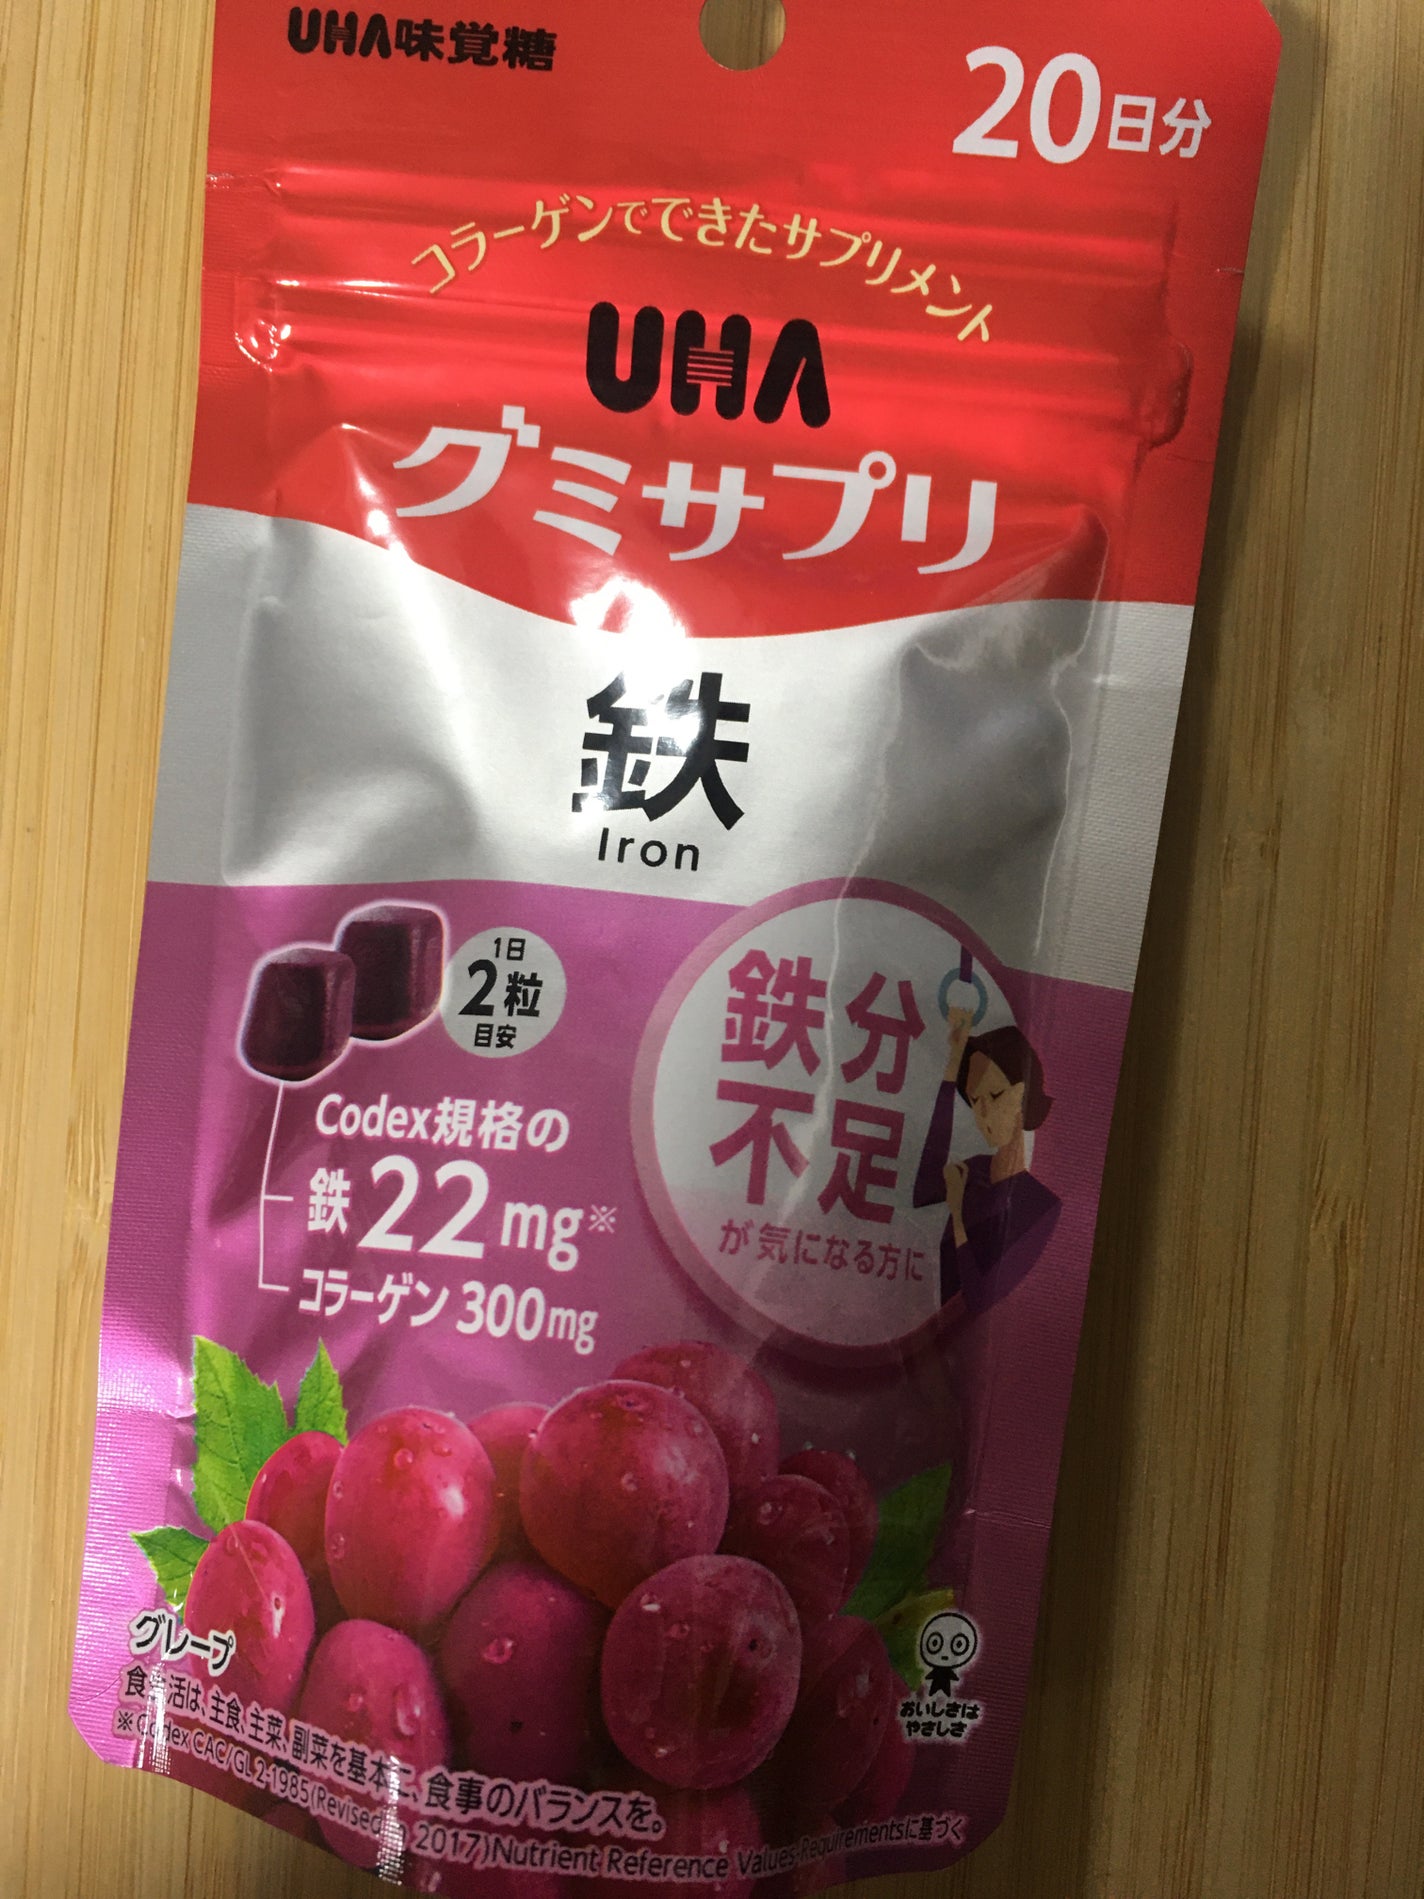 UHA味覚糖
20日分
コラーゲンでできたサプリメント
UHA
グミサプリ
鉄
Iron
1日
2粒
目安
Codex規格の
鉄 22mg※
コラーゲン 300mg
鉄分
不足
が気になる方に
グレープ
おいしさは
やさしさ
食生活は、主食、主菜、副菜を基本に、食事のバランスを。
※Codex CAC/GL 2-1985(Revised in 2017)Nutrient Reference Values-Requirementsに基づく